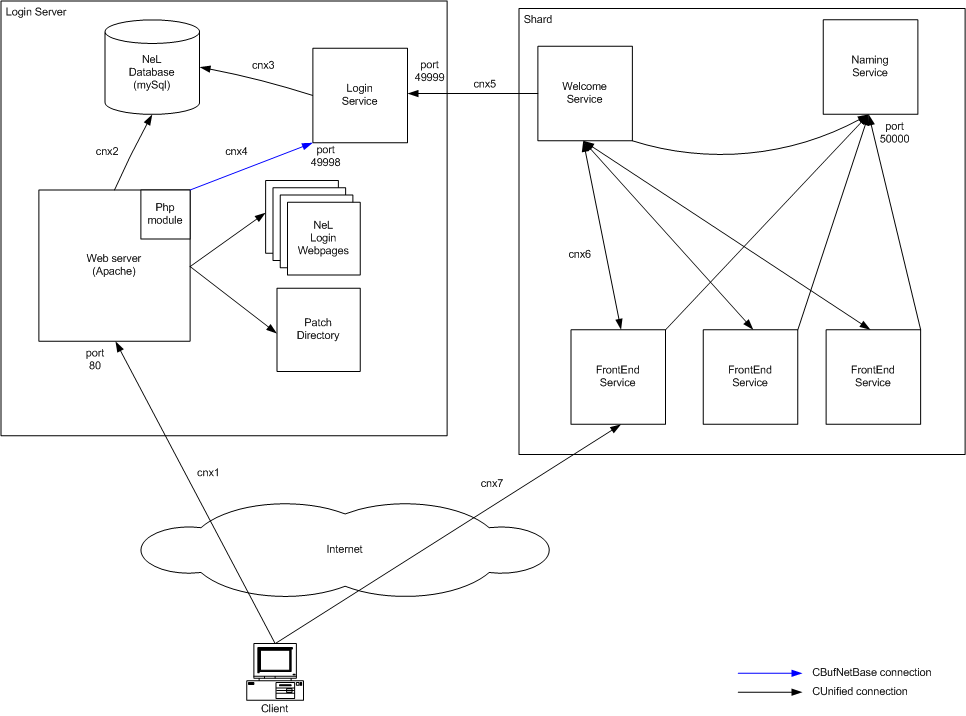 Login Server
NeL
Database
(mySql)
cnx3
Login
Service
port
49999
cnx5
cnx2
cnx4
port
49998
Php
module
Web server
(Apache)
NeL
Login
Webpages
Patch
Directory
port
80
Shard
Welcome
Service
Naming
Service
port
50000
cnx6
FrontEnd
Service
FrontEnd
Service
FrontEnd
Service
cnx1
cnx7
Internet
Client
CBufNetBase connection
CUnified connection